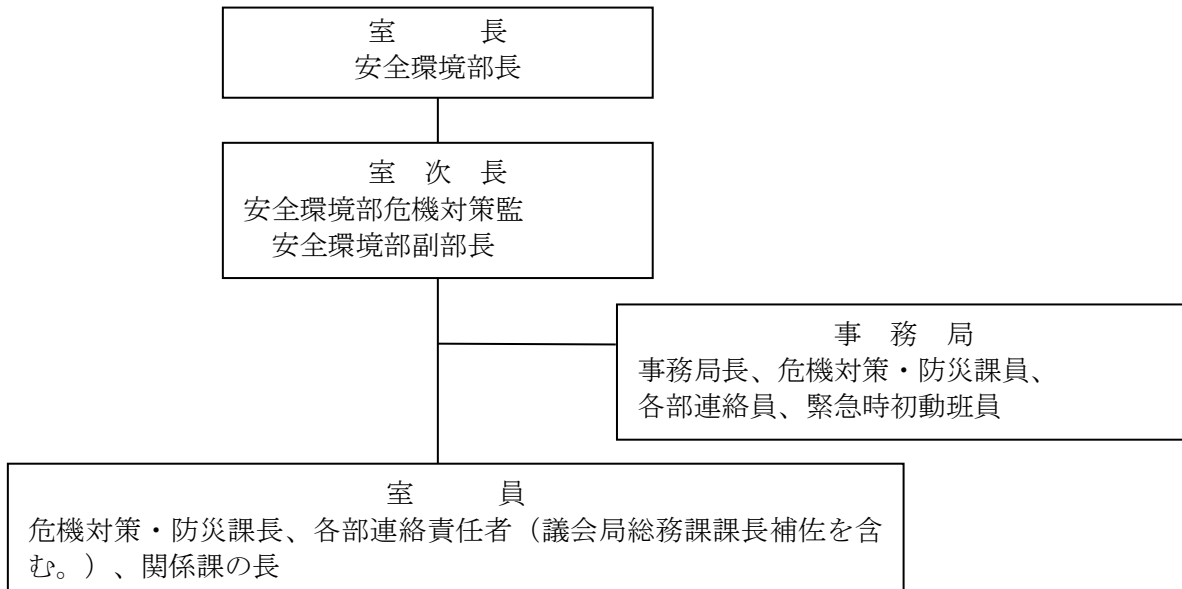 室　　　長
安全環境部長
室　次　長
安全環境部危機対策監
安全環境部副部長
事　務　局
事務局長、危機対策・防災課員、
各部連絡員、緊急時初動班員
室　　　員
危機対策・防災課長、各部連絡責任者（議会局総務課課長補佐を含
む。）、関係課の長